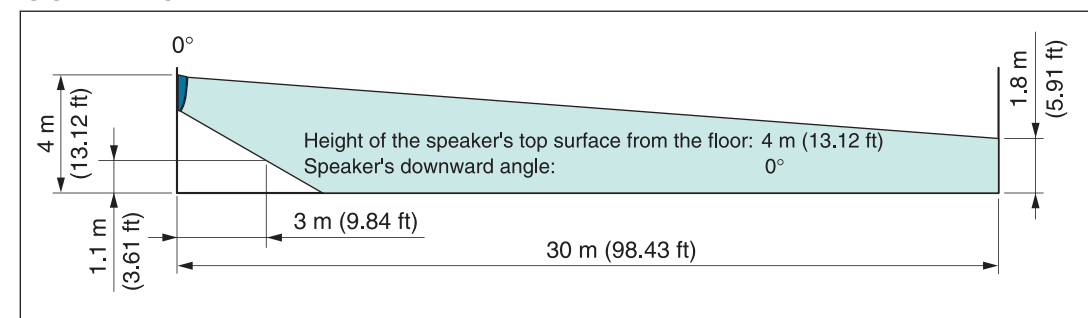 0°
4 m
(13.12 ft)
1.1 m
(3.61 ft)
Height of the speaker's top surface from the floor: 4 m (13.12 ft)
Speaker's downward angle: 0°
1.8 m
(5.91 ft)
3 m (9.84 ft)
30 m (98.43 ft)